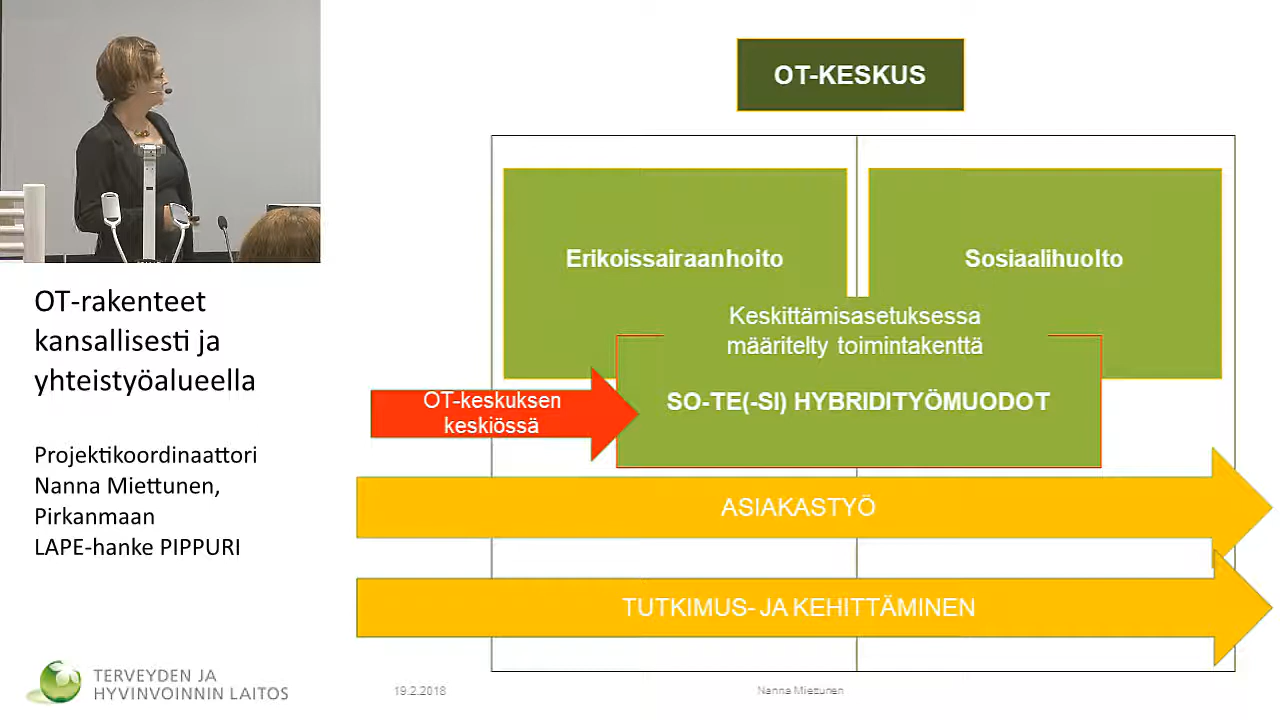 OT-KESKUS
Erikoissairaanhoito
Sosiaalihuolto
Keskittämisasetuksessa
määritelty toimintakenttä
OT-keskuksen
keskiössä
SO-TE(-SI) HYBRIDITYÖMUODOT
ASIAKASTYÖ
TUTKIMUS- JA KEHITTÄMINEN
OT-rakenteet
kansallisesti ja
yhteistyöalueella
Projektikoordinaattori
Nanna Miettunen,
Pirkanmaan
LAPE-hanke PIPPURI
TERVEYDEN JA
HYVINVOINNIN LAITOS
19.2.2018
Nanna Miettunen